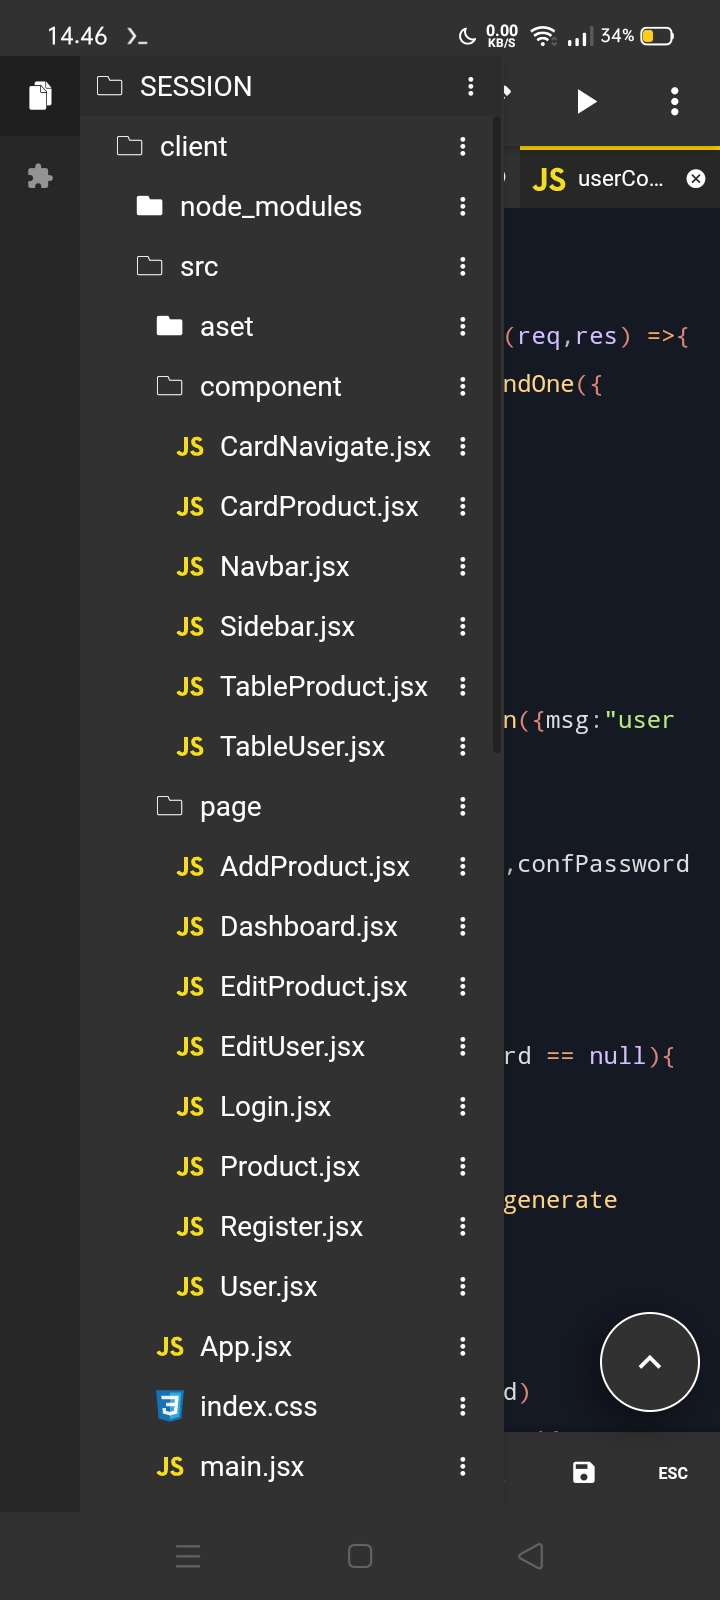 14.46
0.00
KB/S
34%
SESSION
client
node_modules
src
aset
component
JS CardNavigate.jsx
JS CardProduct.jsx
JS Navbar.jsx
JS Sidebar.jsx
JS TableProduct.jsx
JS TableUser.jsx
page
JS AddProduct.jsx
JS Dashboard.jsx
JS EditProduct.jsx
JS EditUser.jsx
JS Login.jsx
JS Product.jsx
JS Register.jsx
JS User.jsx
JS App.jsx
3 index.css
JS main.jsx
JS userCo...
(req,res) =>{
ndOne({
n({msg:"user
,confPassword
rd == null){
generate
d)
ESC